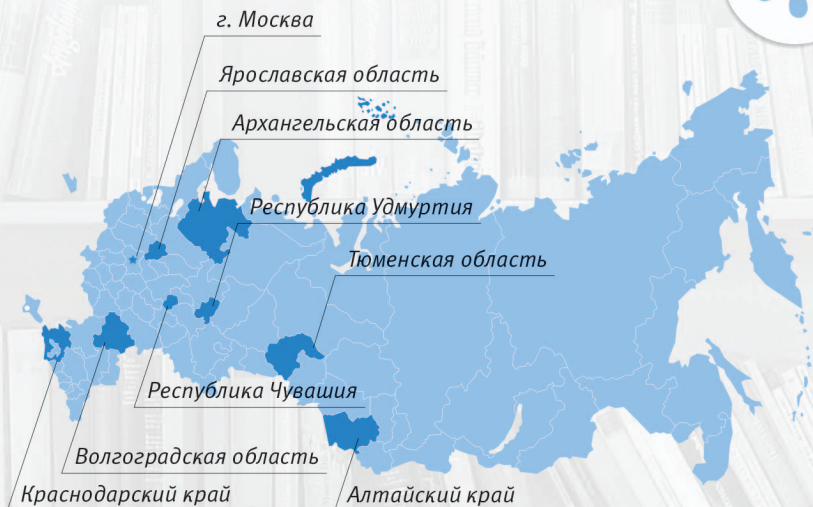 г. Москва
Ярославская область
Архангельская область
Республика Удмуртия
Тюменская область
Республика Чувашия
Волгоградская область
Краснодарский край
Алтайский край